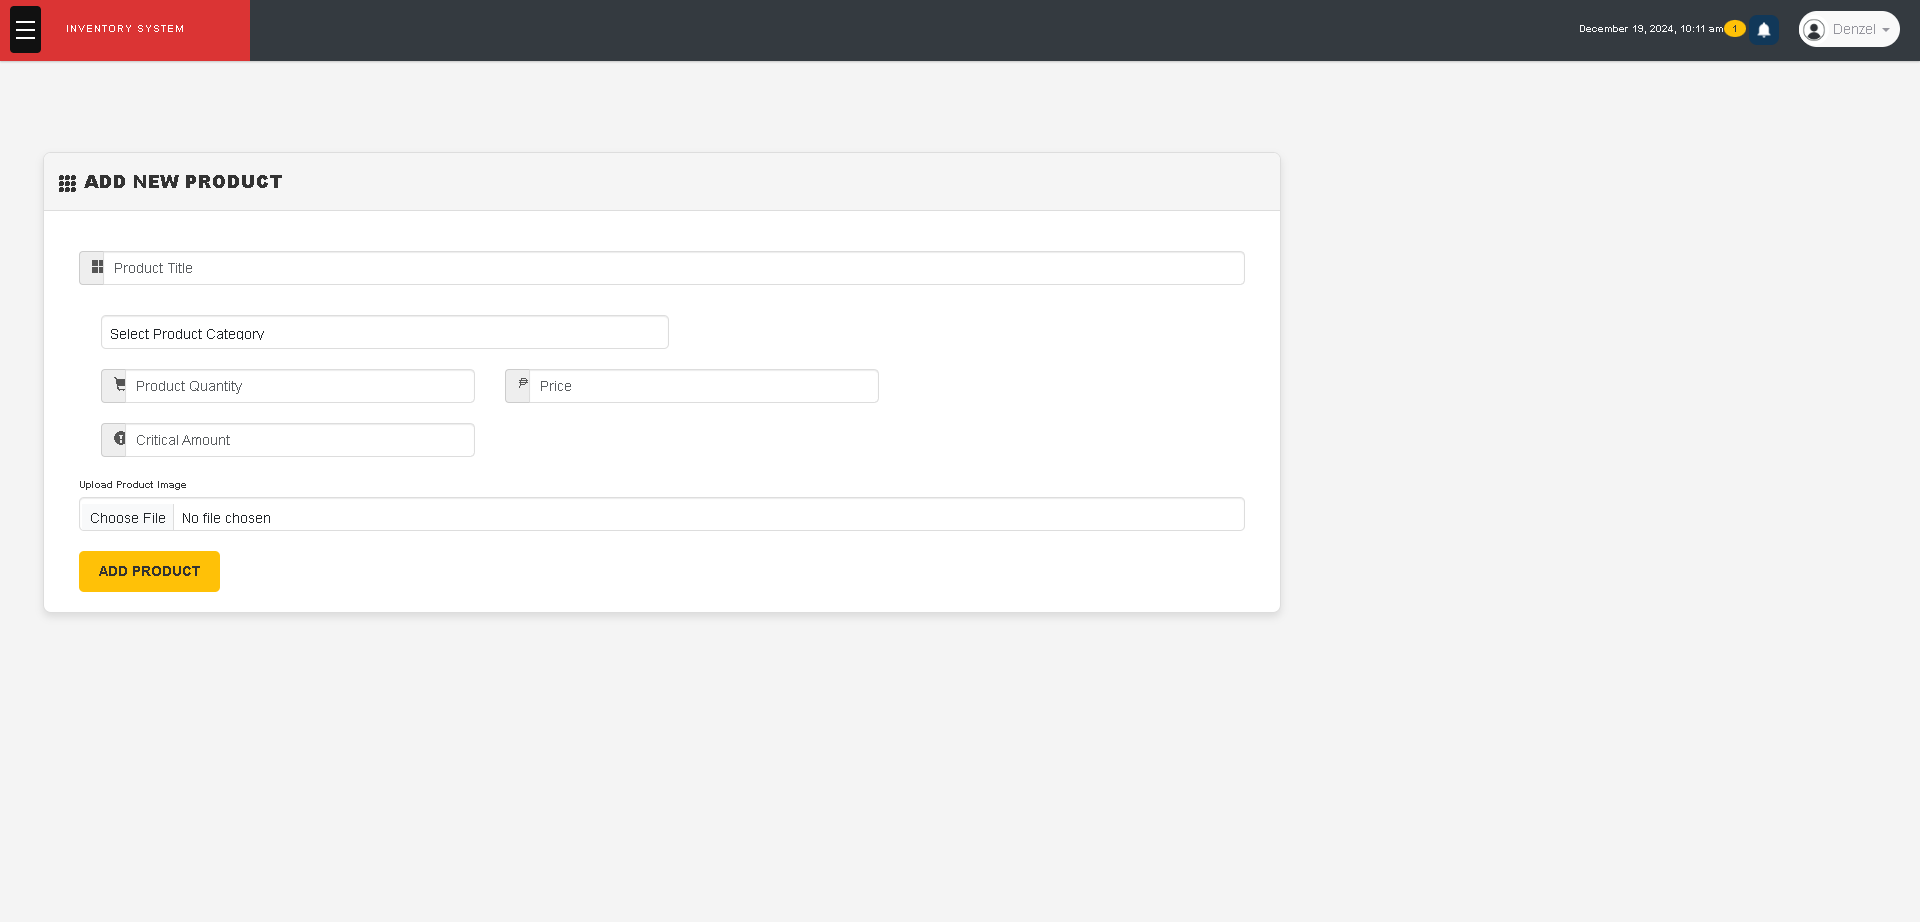 INVENTORY SYSTEM
December 19, 2024, 10:11 am 1
Denzel
ADD NEW PRODUCT
Product Title
Select Product Category
Product Quantity
₱ Price
Critical Amount
Upload Product Image
Choose File No file chosen
ADD PRODUCT